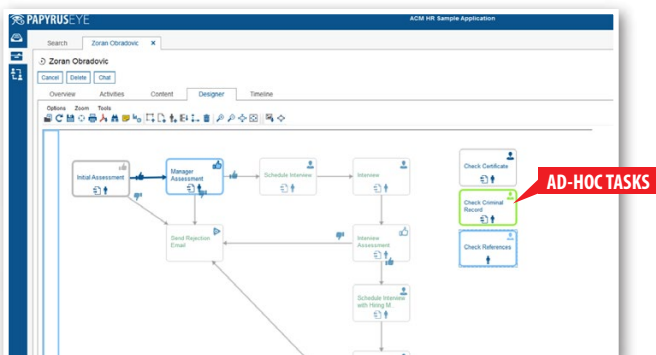 PAPYRUSEYE
ACM HR Sample Application
Search
Zoran Obradovic
Zoran Obradovic
Cancel
Delete
Chat
Overview
Activities
Content
Designer
Timeline
Options
Zoom
Tools
Initial Assessment
Manager
Assessment
Schedule Interview
Interview
Check Certificate
AD-HOC TASKS
Check Criminal
Record
Send Rejection
Email
Interview
Assessment
Check References
Schedule Interview
with Hiring M..